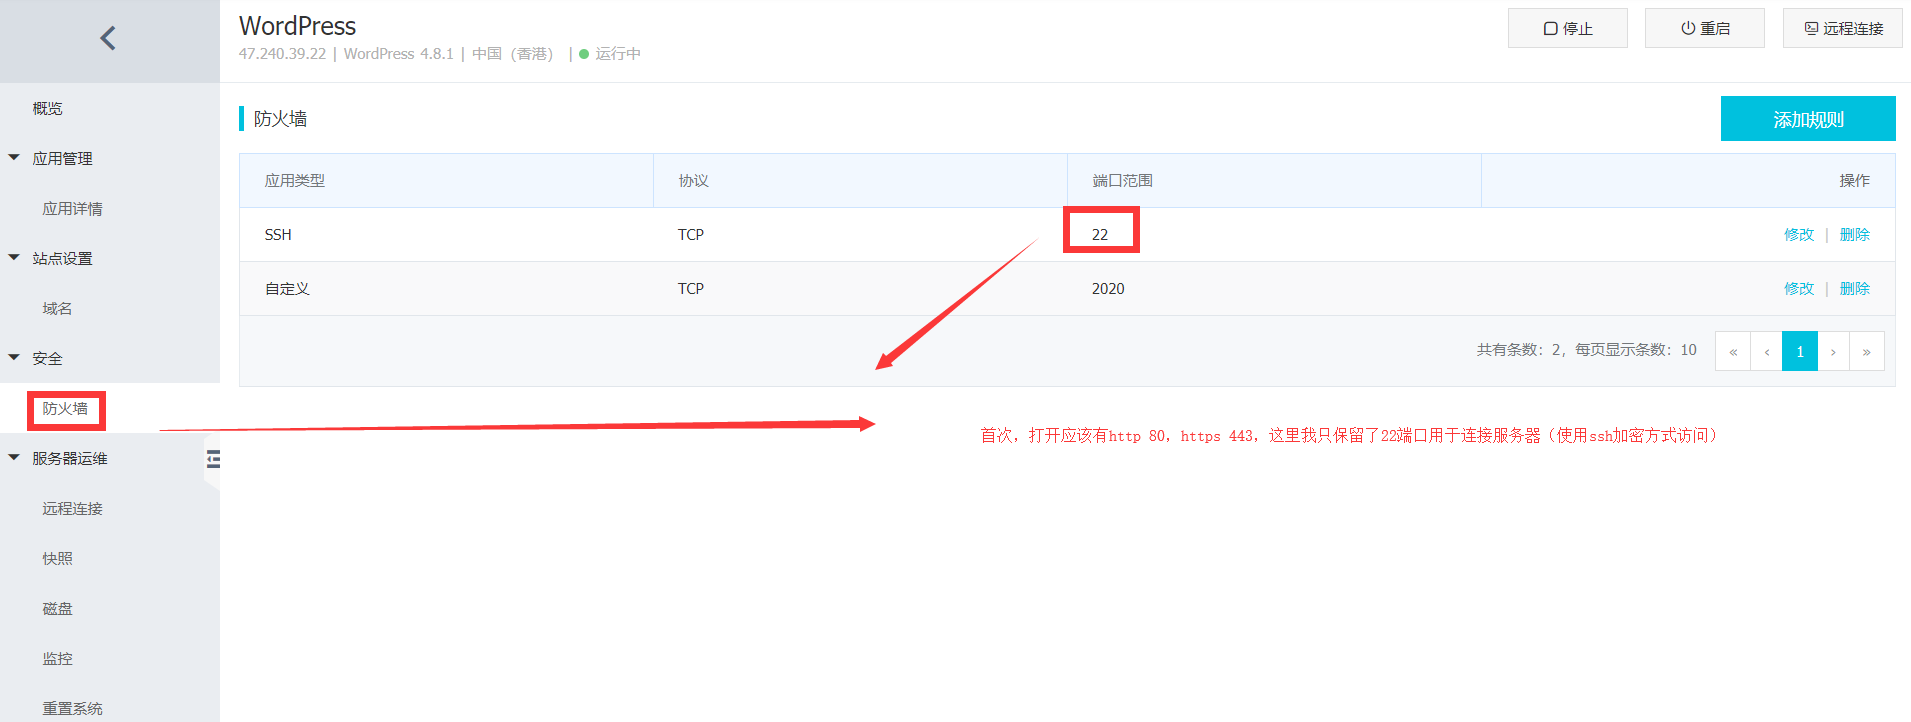 WordPress
47.240.39.22 | WordPress 4.8.1 | 中国（香港） | 运行中
停止
重启
远程连接
概览
应用管理
应用详情
站点设置
域名
安全
防火墙
服务器运维
远程连接
快照
磁盘
监控
重置系统
防火墙
添加规则
应用类型 协议 端口范围 操作
SSH TCP 22 修改 | 删除
自定义 TCP 2020 修改 | 删除
共有条数：2，每页显示条数：10 « ‹ 1 › »
首次，打开应该有http 80，https 443，这里我只保留了22端口用于连接服务器（使用ssh加密方式访问）